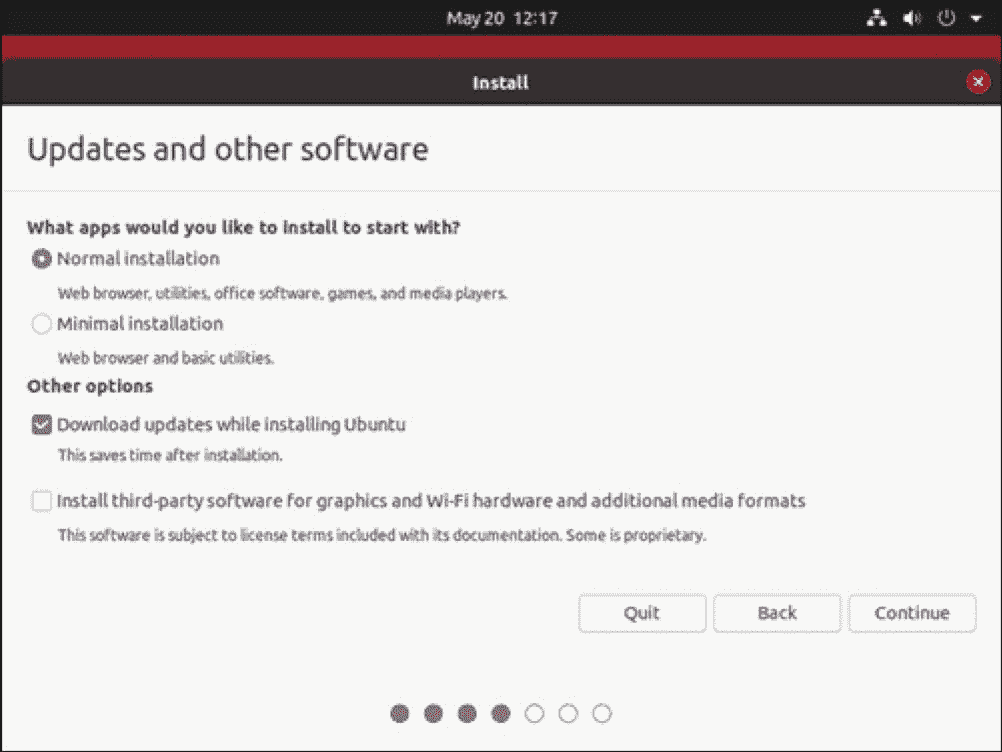 May 20 12:17
Install
Updates and other software
What apps would you like to install to start with?
Normal installation
Web browser, utilities, office software, games, and media players.
Minimal installation
Web browser and basic utilities.
Other options
Download updates while installing Ubuntu
This saves time after installation.
Install third-party software for graphics and Wi-Fi hardware and additional media formats
This software is subject to license terms included with its documentation. Some is proprietary.
Quit Back Continue